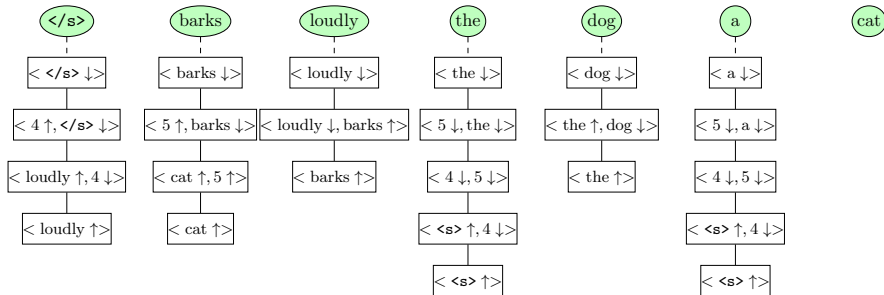 </s> barks loudly the dog a cat
< </s> ↓> < barks ↓> < loudly ↓> < the ↓> < dog ↓> < a ↓>
< 4 ↑, </s> ↓> < 5 ↑, barks ↓> < loudly ↓, barks ↑> < 5 ↓, the ↓> < the ↑, dog ↓> < 5 ↓, a ↓>
< loudly ↑, 4 ↓> < cat ↑, 5 ↑> < barks ↑> < 4 ↓, 5 ↓> < the ↑> < 4 ↓, 5 ↓>
< loudly ↑> < cat ↑> < <s> ↑, 4 ↓> < <s> ↑, 4 ↓>
< <s> ↑> < <s> ↑>